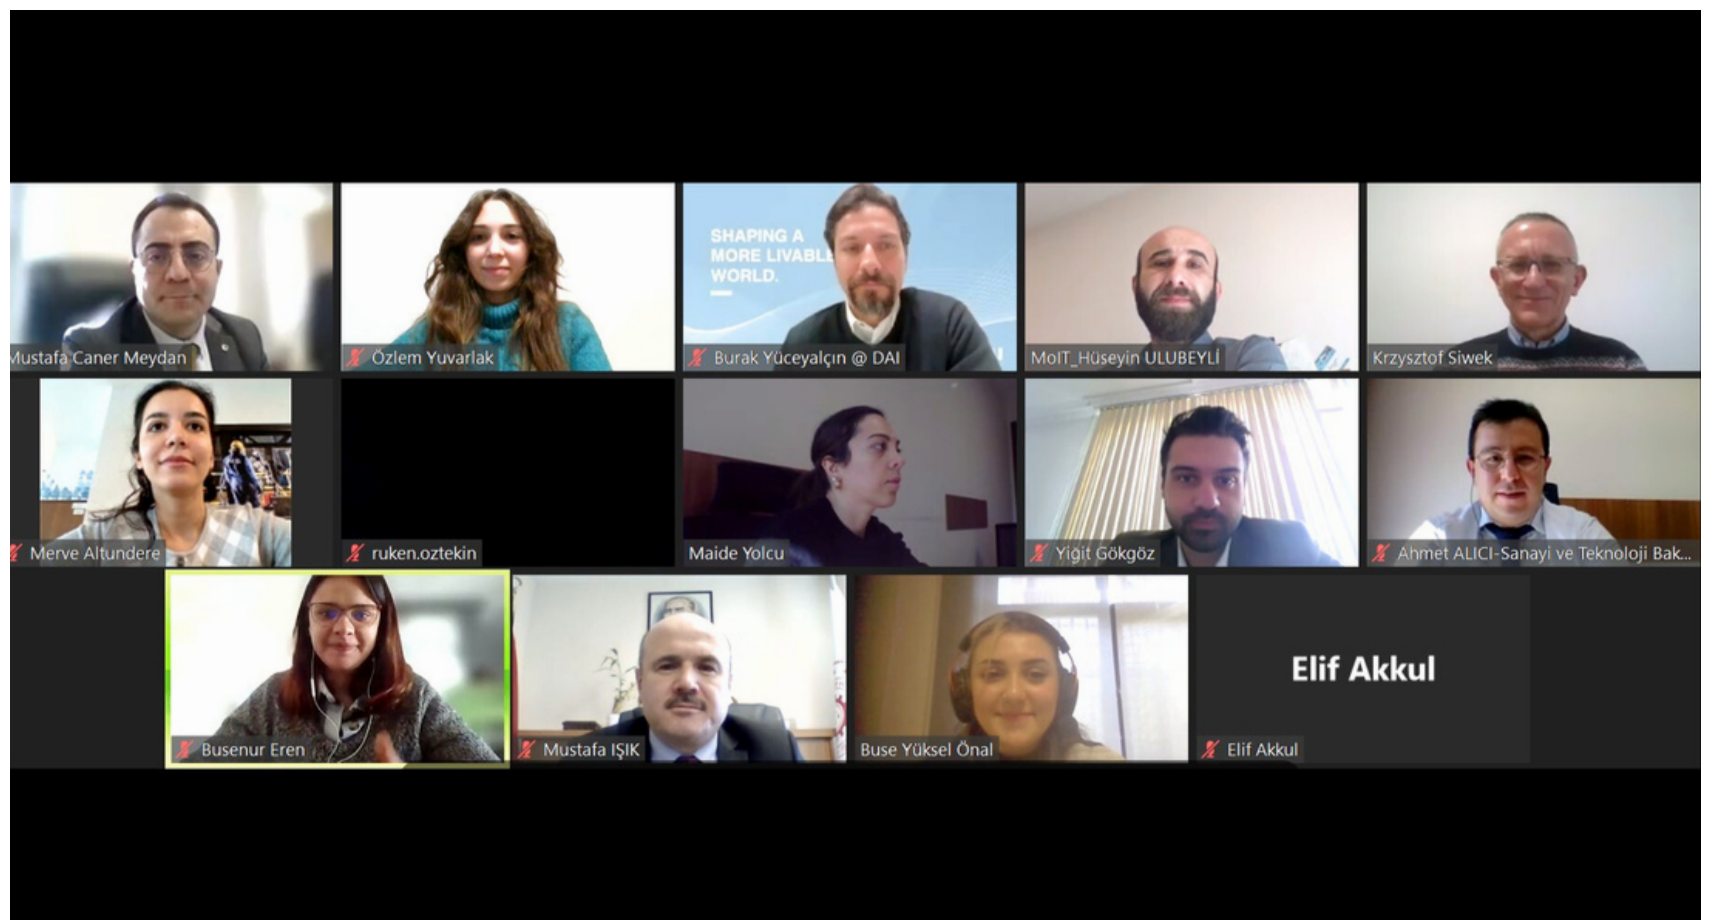 SHAPING A
MORE LIVABLE
WORLD.
Mustafa Caner Meydan
Özlem Yuvarlak
Burak Yüceyalçın @ DAI
MoIT_Hüseyin ULUBEYLİ
Krzysztof Siwek
Merve Altundere
ruken.oztekin
Maide Yolcu
Yiğit Gökgöz
Ahmet ALICI-Sanayi ve Teknoloji Bak...
Elif Akkul
Busenur Eren
Mustafa IŞIK
Buse Yüksel Önal
Elif Akkul